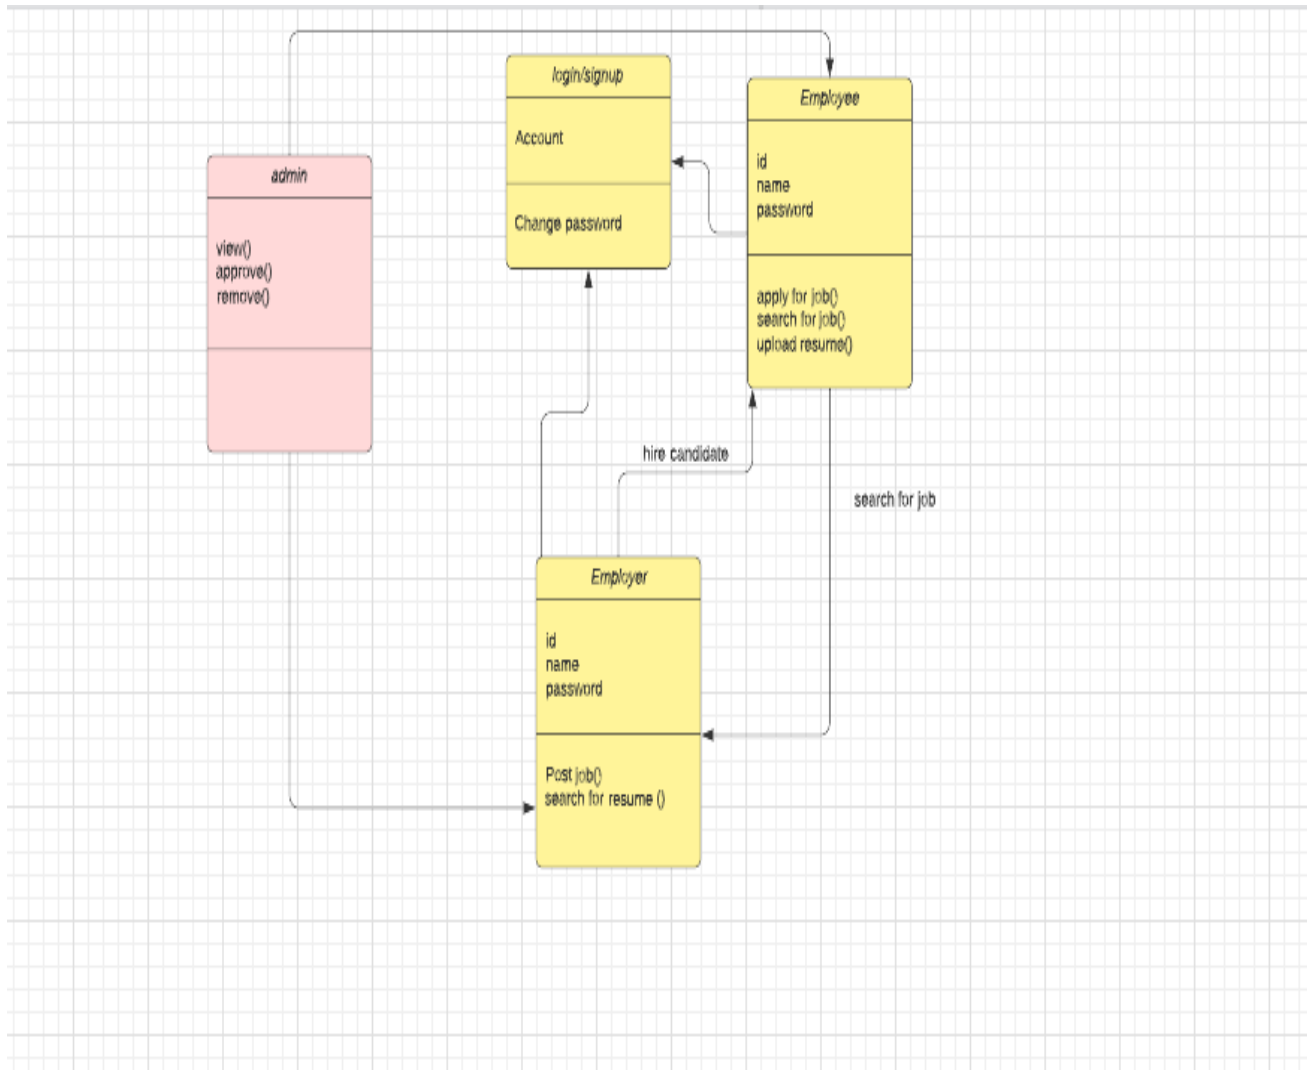 login/signup
Account
Change password
Employee
id
name
password
apply for job()
search for job()
upload resume()
admin
view()
approve()
remove()
hire candidate
search for job
Employer
id
name
password
Post job()
search for resume ()